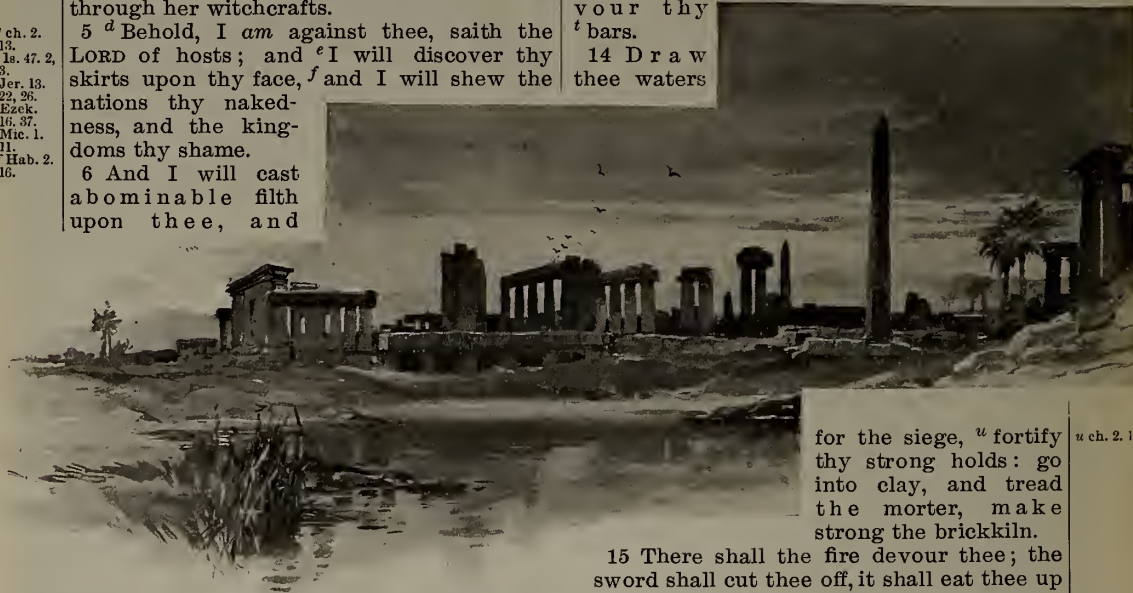 ch. 2.
13.
Is. 47. 2,
3.
Jer. 13.
22, 26.
Ezek.
16. 37.
Mic. 1.
11.
f Hab. 2.
16.
through her witchcrafts.
5 d Behold, I am against thee, saith the
LORD of hosts; and e I will discover thy
skirts upon thy face, f and I will shew the
nations thy naked-
ness, and the king-
doms thy shame.
6 And I will cast
abominable filth
upon thee, and
vour thy
t bars.
14 Draw
thee waters
for the siege, u fortify
thy strong holds: go
into clay, and tread
the morter, make
strong the brickkiln.
15 There shall the fire devour thee; the
sword shall cut thee off, it shall eat thee up
u ch. 2. 1